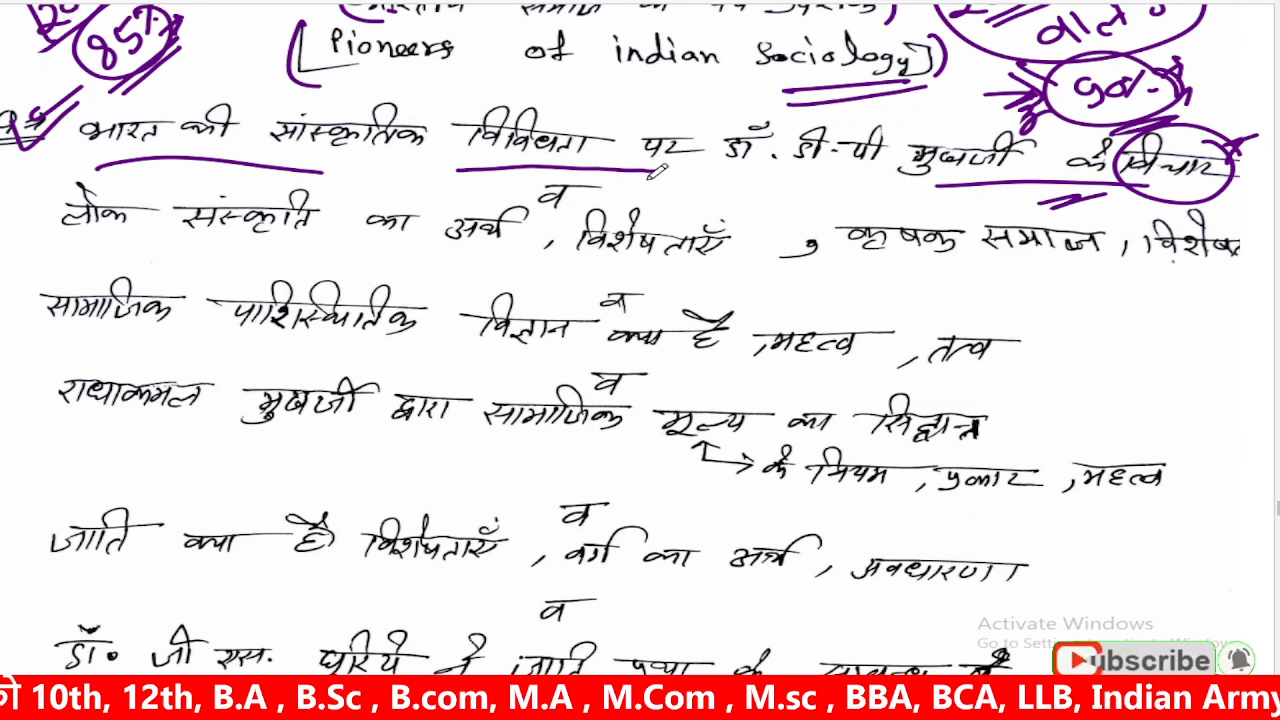 85%
(Pioneers of indian Sociology)
90%
भारत की सांस्कृतिक विविधता पर डॉ. डी.पी मुखर्जी के विचार
व
लोक संस्कृति का अर्थ, विशेषताएँ, कृषक समाज,
व
सामाजिक पारिस्थितिक विज्ञान क्या है, महत्व, तत्व
व
राधाकमल मुखर्जी द्वारा सामाजिक मूल्य का सिद्धान्त
के नियम, प्रकार, महत्व
व
जाति क्या है विशेषताएँ, वर्ग का अर्थ, अवधारणा
व
डॉ. जी एस. घुरिये ने जाति प्रथा के
Activate Windows
Subscribe
को 10th, 12th, B.A , B.Sc , B.com, M.A , M.Com , M.sc , BBA, BCA, LLB, Indian Army